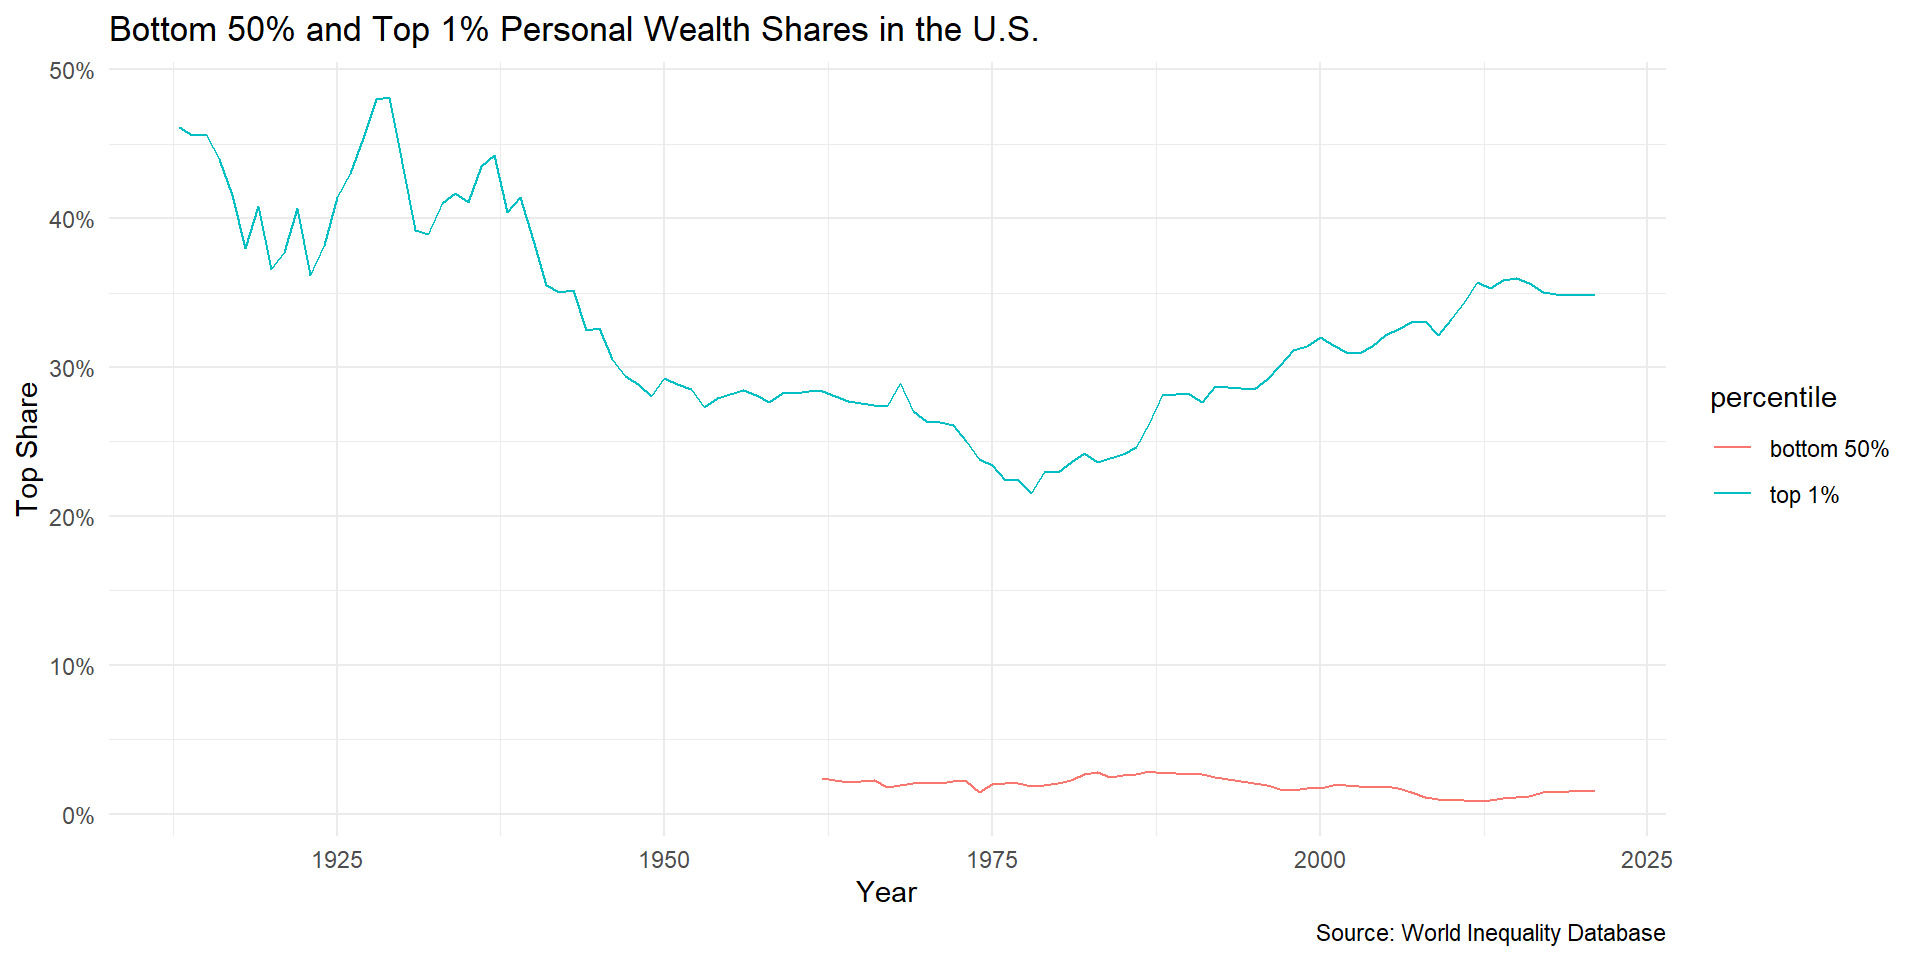 Bottom 50% and Top 1% Personal Wealth Shares in the U.S.
50%
40%
30%
20%
10%
0%
Top Share
1925
1950
1975
2000
2025
Year
percentile
bottom 50%
top 1%
Source: World Inequality Database